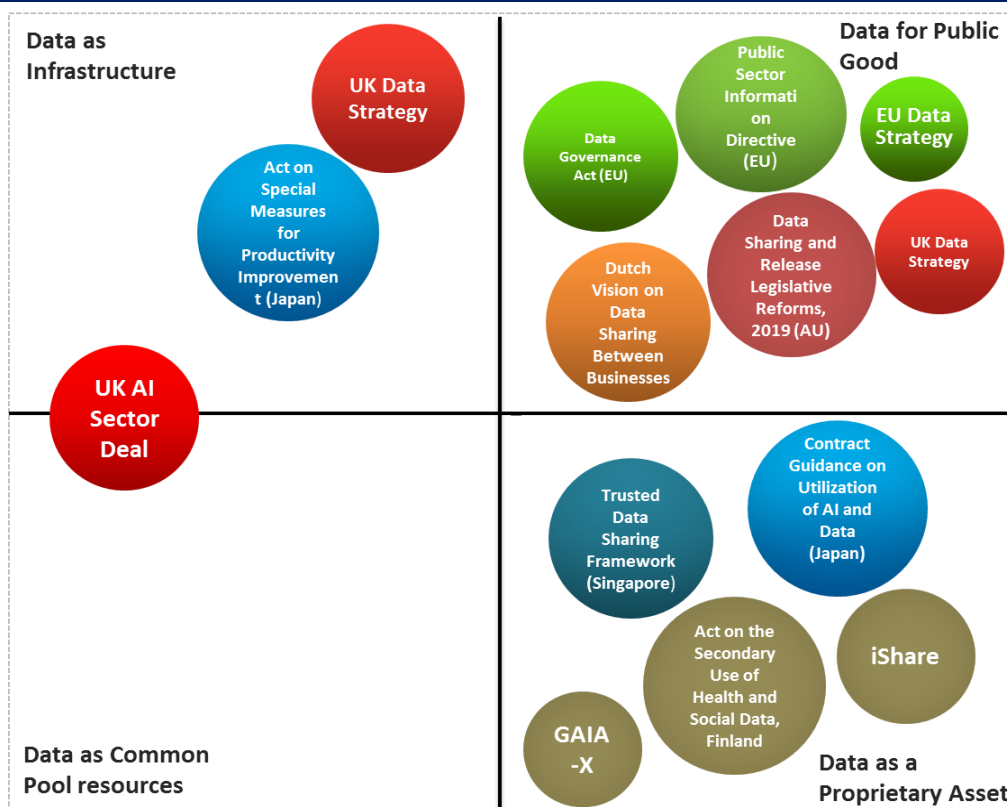 Data as
Infrastructure
UK Data
Strategy
Act on
Special
Measures
for
Productivity
Improvemen
t (Japan)
Data for Public
Good
Public
Sector
Informati
on
Directive
(EU)
Data
Governance
Act (EU)
EU Data
Strategy
Data
Sharing and
Release
Legislative
Reforms,
2019 (AU)
UK Data
Strategy
Dutch
Vision on
Data
Sharing
Between
Businesses
UK AI
Sector
Deal
Data as Common
Pool resources
Contract
Guidance on
Utilization
of AI and
Data
(Japan)
Trusted
Data
Sharing
Framework
(Singapore)
Act on the
Secondary
Use of
Health and
Social Data,
Finland
iShare
GAIA
-X
Data as a
Proprietary Asset